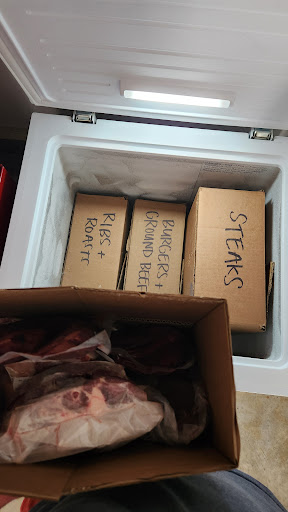 RIBS +
ROASTS
BURGERS +
GROUND BEEF
STEAKS